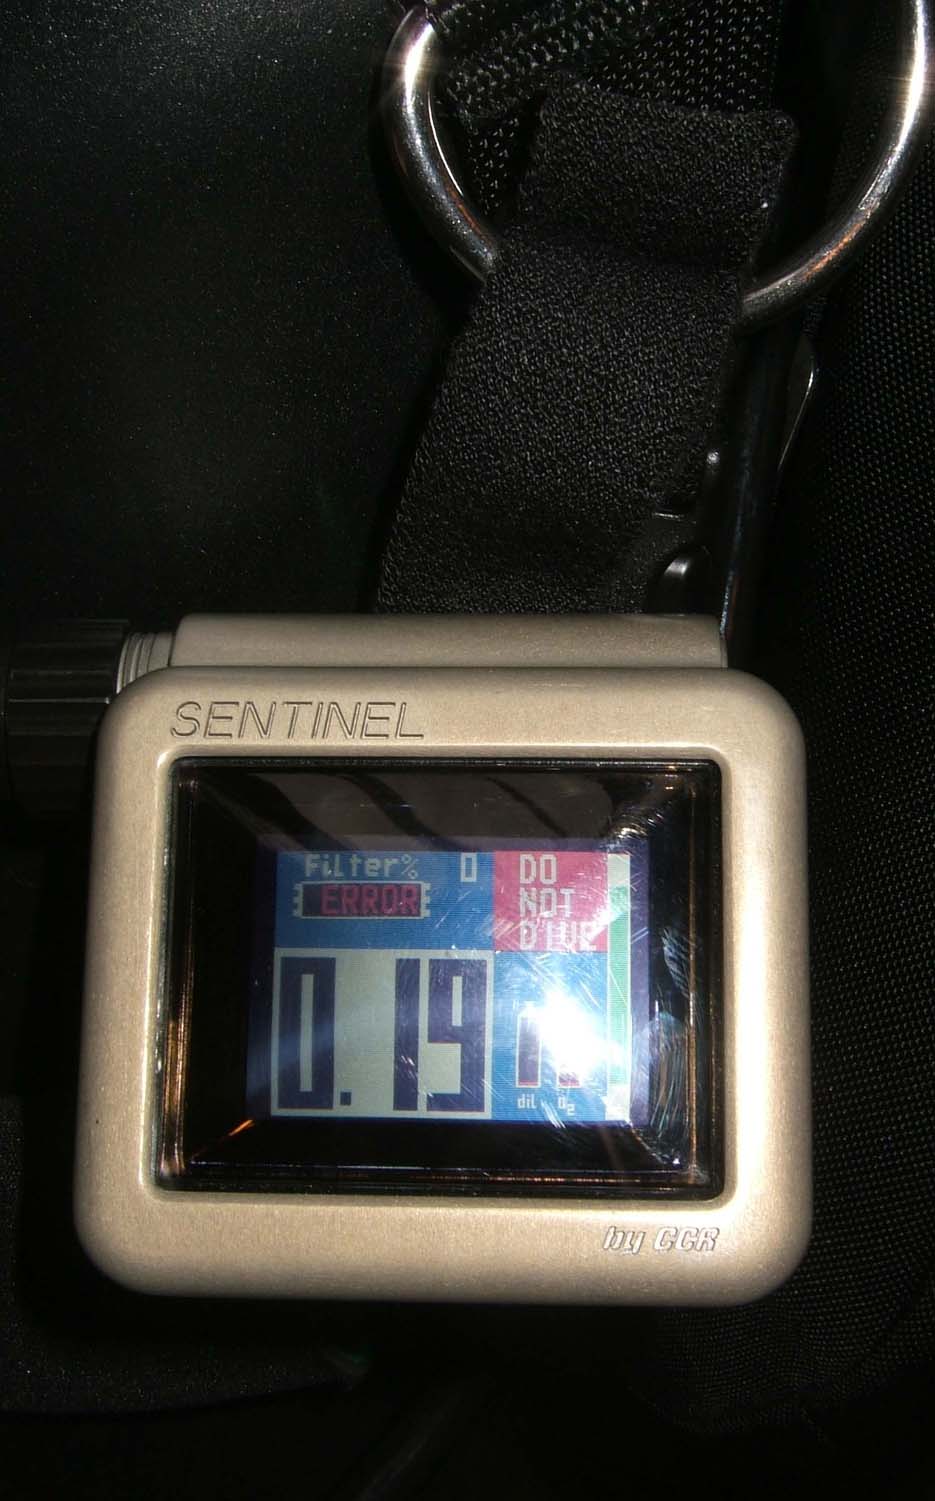 SENTINEL
Filter% 0
ERROR
DO
NOT
DIVE
0.19
dil O2
by CCR